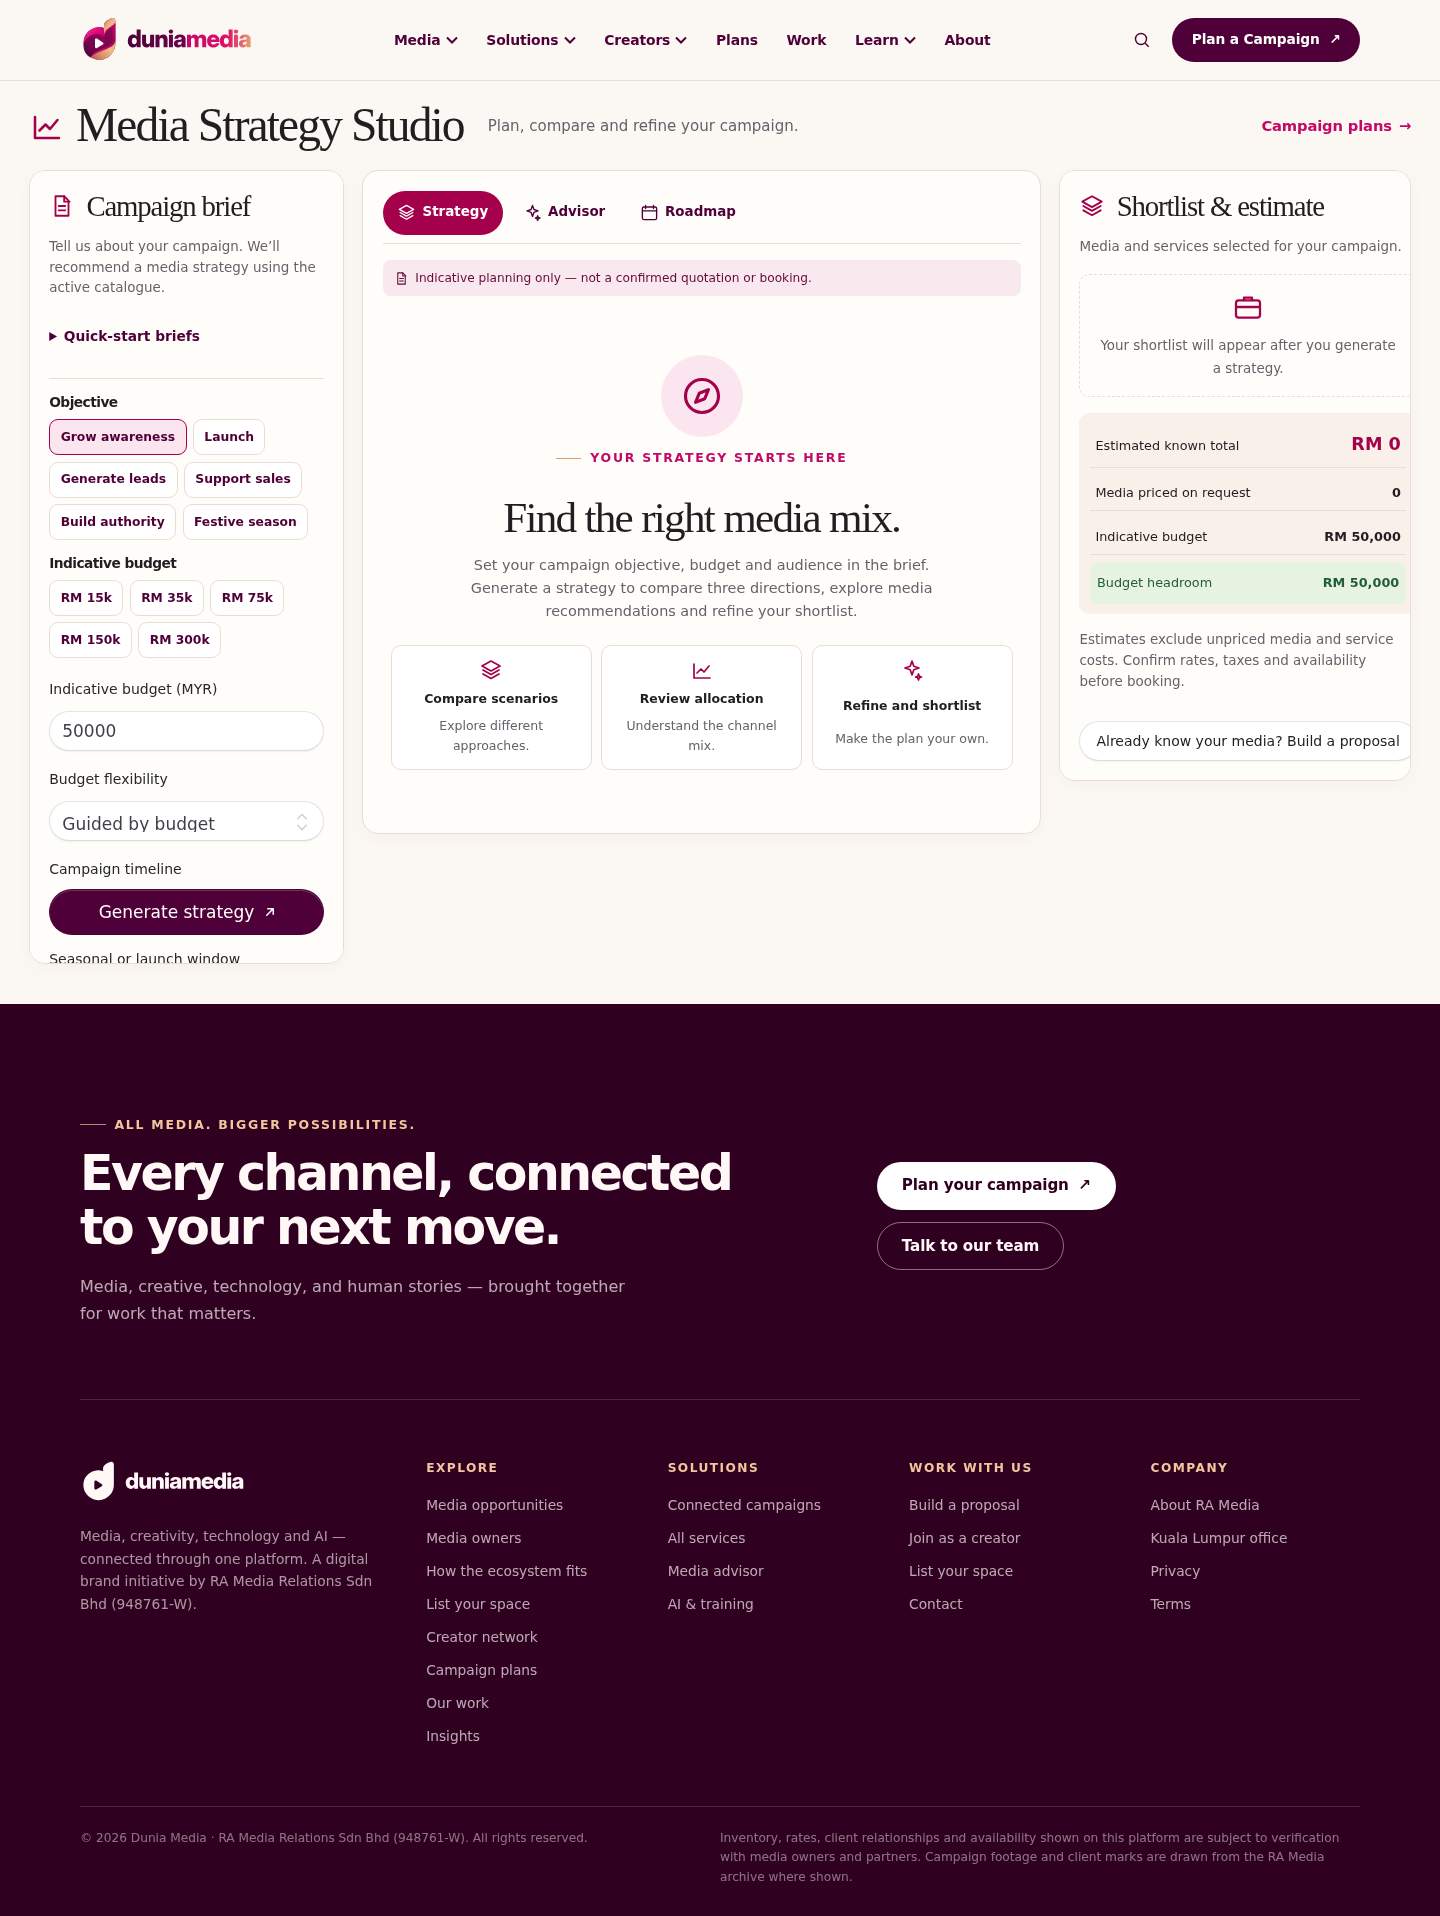 duniamedia
Media
Solutions
Creators
Plans
Work
Learn
About
Plan a Campaign ↗
Media Strategy Studio
Plan, compare and refine your campaign.
Campaign plans →
Campaign brief
Tell us about your campaign. We’ll
recommend a media strategy using the
active catalogue.
▶ Quick-start briefs
Objective
Grow awareness
Launch
Generate leads
Support sales
Build authority
Festive season
Indicative budget
RM 15k
RM 35k
RM 75k
RM 150k
RM 300k
Indicative budget (MYR)
50000
Budget flexibility
Guided by budget
Campaign timeline
Generate strategy ↗
Seasonal or launch window
Strategy
Advisor
Roadmap
Indicative planning only — not a confirmed quotation or booking.
YOUR STRATEGY STARTS HERE
Find the right media mix.
Set your campaign objective, budget and audience in the brief.
Generate a strategy to compare three directions, explore media
recommendations and refine your shortlist.
Compare scenarios
Explore different
approaches.
Review allocation
Understand the channel
mix.
Refine and shortlist
Make the plan your own.
Shortlist & estimate
Media and services selected for your campaign.
Your shortlist will appear after you generate
a strategy.
Estimated known total RM 0
Media priced on request 0
Indicative budget RM 50,000
Budget headroom RM 50,000
Estimates exclude unpriced media and service
costs. Confirm rates, taxes and availability
before booking.
Already know your media? Build a proposal
ALL MEDIA. BIGGER POSSIBILITIES.
Every channel, connected
to your next move.
Media, creative, technology, and human stories — brought together
for work that matters.
Plan your campaign ↗
Talk to our team
duniamedia
Media, creativity, technology and AI —
connected through one platform. A digital
brand initiative by RA Media Relations Sdn
Bhd (948761-W).
EXPLORE
Media opportunities
Media owners
How the ecosystem fits
List your space
Creator network
Campaign plans
Our work
Insights
SOLUTIONS
Connected campaigns
All services
Media advisor
AI & training
WORK WITH US
Build a proposal
Join as a creator
List your space
Contact
COMPANY
About RA Media
Kuala Lumpur office
Privacy
Terms
© 2026 Dunia Media · RA Media Relations Sdn Bhd (948761-W). All rights reserved.
Inventory, rates, client relationships and availability shown on this platform are subject to verification
with media owners and partners. Campaign footage and client marks are drawn from the RA Media
archive where shown.